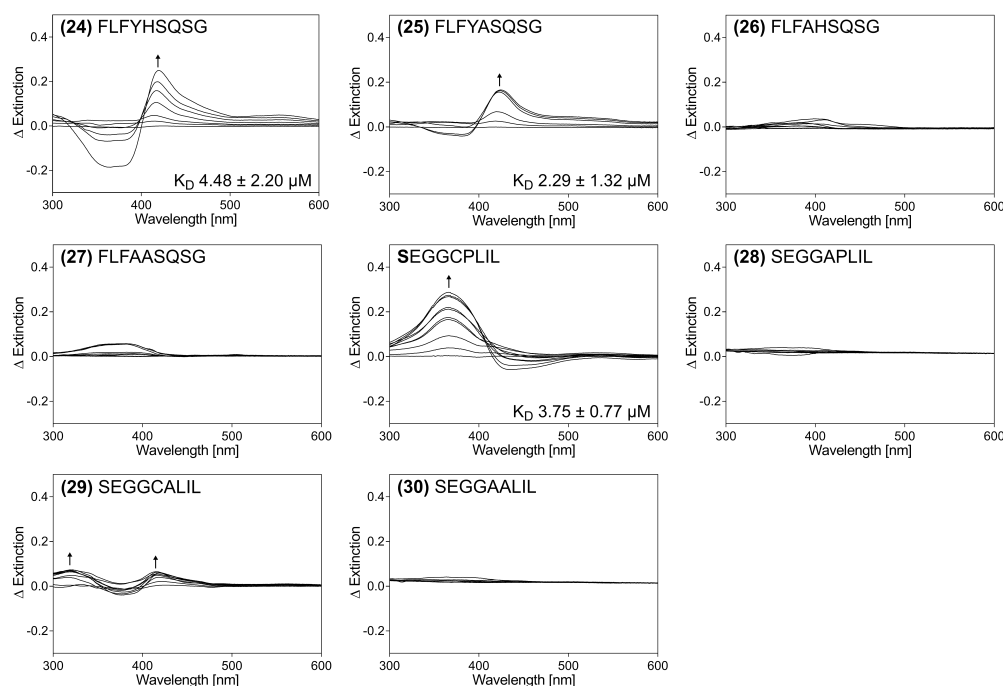 (24) FLFYHSQSG
0.4
0.2
0.0
-0.2
Δ Extinction
K_D 4.48 ± 2.20 µM
300 400 500 600
Wavelength [nm]
(25) FLFYASQSG
0.4
0.2
0.0
-0.2
Δ Extinction
K_D 2.29 ± 1.32 µM
300 400 500 600
Wavelength [nm]
(26) FLFAHSQSG
0.4
0.2
0.0
-0.2
Δ Extinction
300 400 500 600
Wavelength [nm]
(27) FLFAASQSG
0.4
0.2
0.0
-0.2
Δ Extinction
300 400 500 600
Wavelength [nm]
SEGGCPLIL
0.4
0.2
0.0
-0.2
Δ Extinction
K_D 3.75 ± 0.77 µM
300 400 500 600
Wavelength [nm]
(28) SEGGAPLIL
0.4
0.2
0.0
-0.2
Δ Extinction
300 400 500 600
Wavelength [nm]
(29) SEGGCALIL
0.4
0.2
0.0
-0.2
Δ Extinction
300 400 500 600
Wavelength [nm]
(30) SEGGAALIL
0.4
0.2
0.0
-0.2
Δ Extinction
300 400 500 600
Wavelength [nm]